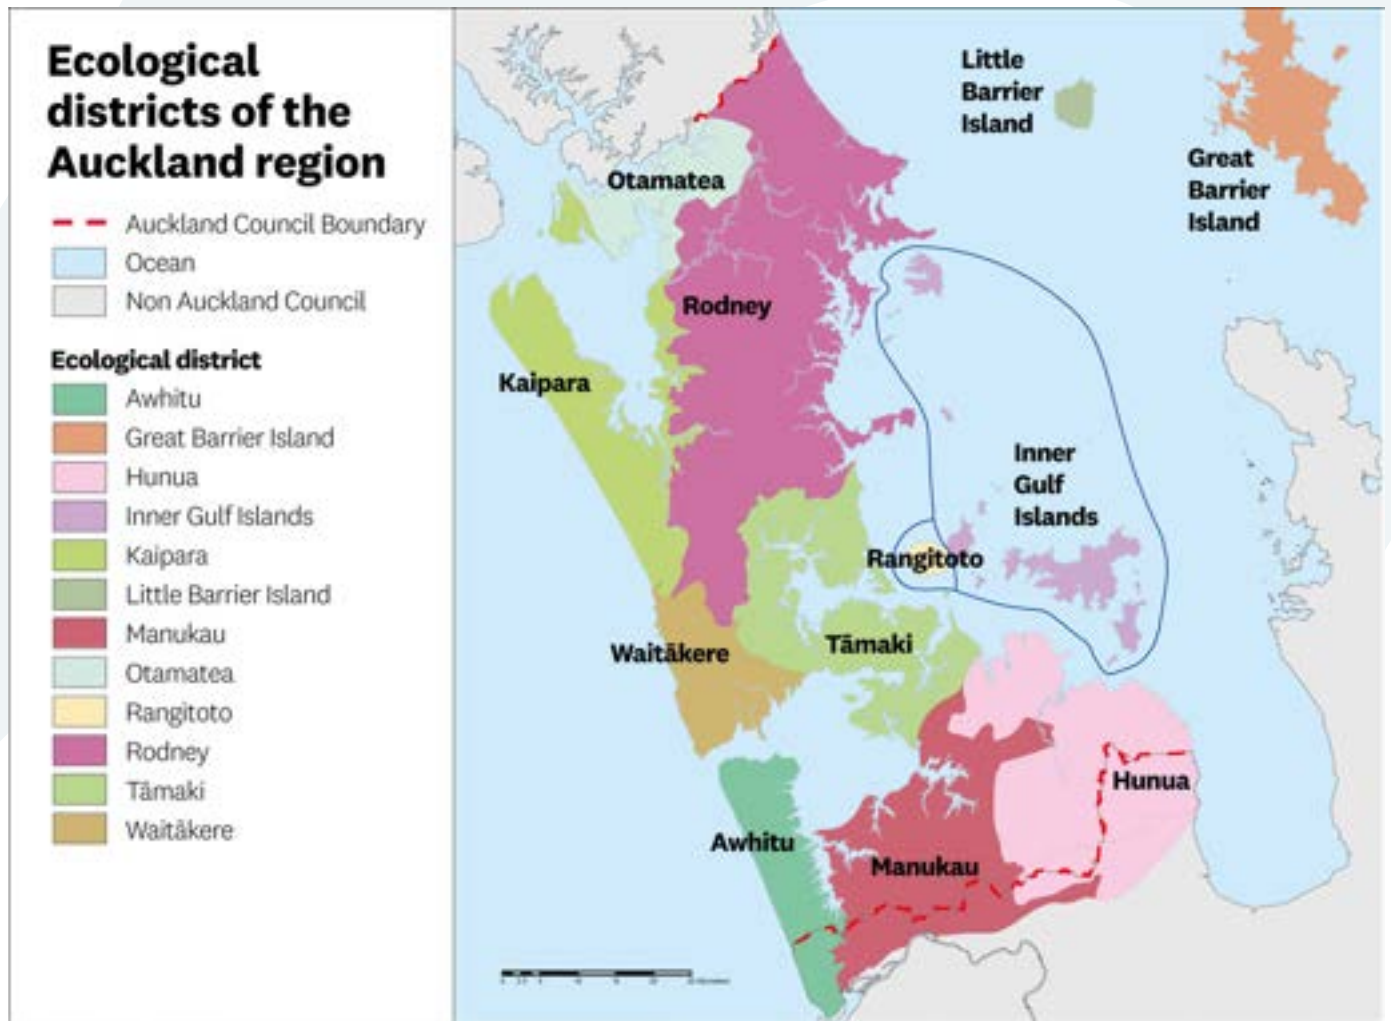 Ecological
districts of the
Auckland region
Auckland Council Boundary
Ocean
Non Auckland Council
Ecological district
Awhitu
Great Barrier Island
Hunua
Inner Gulf Islands
Kaipara
Little Barrier Island
Manukau
Otamatea
Rangitoto
Rodney
Tāmaki
Waitākere
Little
Barrier
Island
Great
Barrier
Island
Otamatea
Rodney
Kaipara
Inner
Gulf
Islands
Rangitoto
Waitākere
Tāmaki
Hunua
Awhitu
Manukau